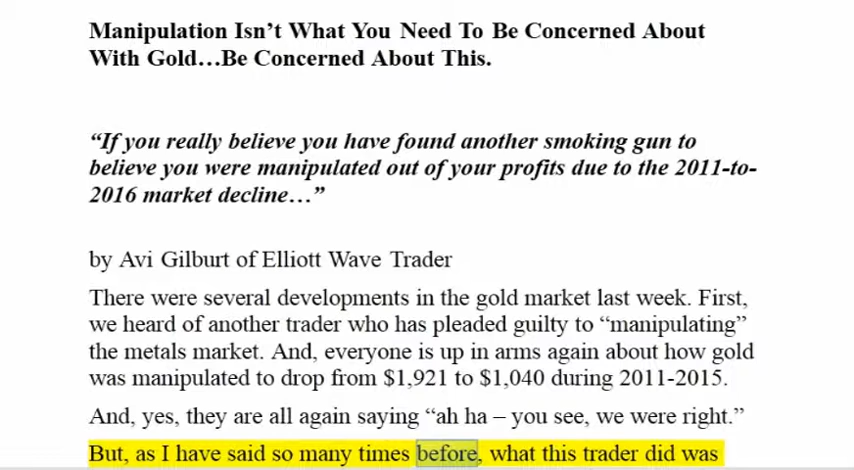 Manipulation Isn’t What You Need To Be Concerned About
With Gold…Be Concerned About This.
“If you really believe you have found another smoking gun to
believe you were manipulated out of your profits due to the 2011-to-
2016 market decline…”
by Avi Gilburt of Elliott Wave Trader
There were several developments in the gold market last week. First,
we heard of another trader who has pleaded guilty to “manipulating”
the metals market. And, everyone is up in arms again about how gold
was manipulated to drop from $1,921 to $1,040 during 2011-2015.
And, yes, they are all again saying “ah ha – you see, we were right.”
But, as I have said so many times before, what this trader did was